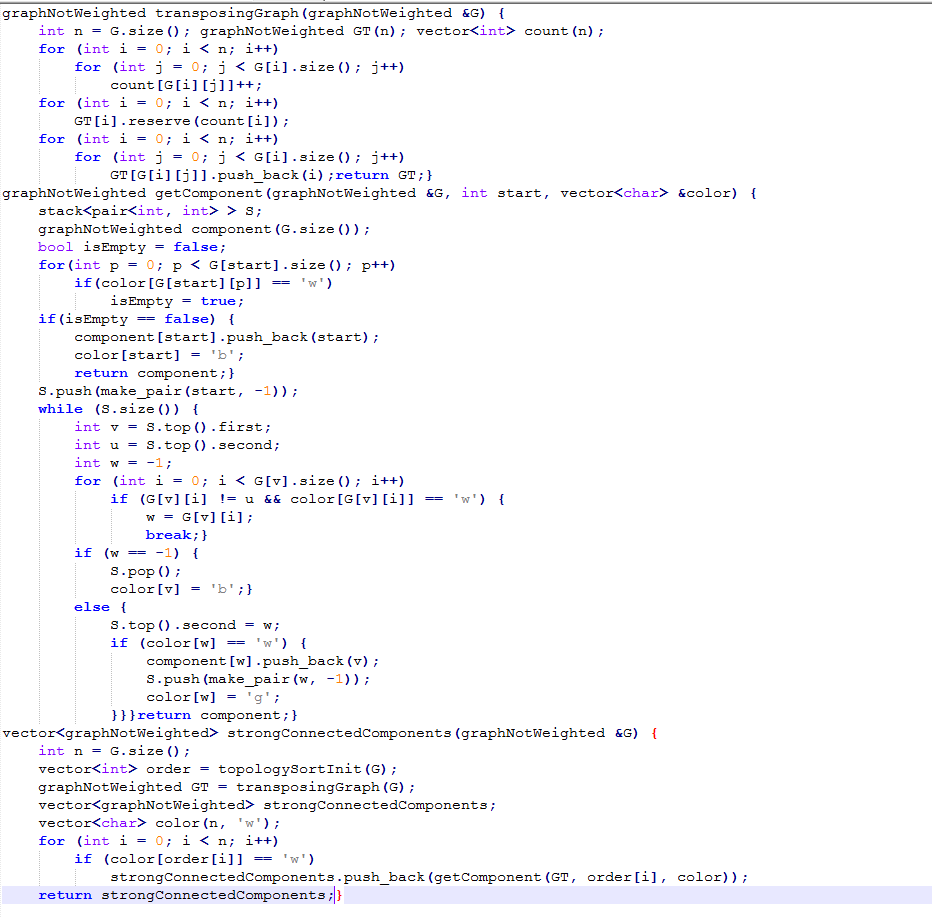 graphNotWeighted transposingGraph(graphNotWeighted &G) {
    int n = G.size(); graphNotWeighted GT(n); vector<int> count(n);
    for (int i = 0; i < n; i++)
        for (int j = 0; j < G[i].size(); j++)
            count[G[i][j]]++;
    for (int i = 0; i < n; i++)
        GT[i].reserve(count[i]);
    for (int i = 0; i < n; i++)
        for (int j = 0; j < G[i].size(); j++)
            GT[G[i][j]].push_back(i);return GT;}
graphNotWeighted getComponent(graphNotWeighted &G, int start, vector<char> &color) {
    stack<pair<int, int> > S;
    graphNotWeighted component(G.size());
    bool isEmpty = false;
    for(int p = 0; p < G[start].size(); p++)
        if(color[G[start][p]] == 'w')
            isEmpty = true;
    if(isEmpty == false) {
        component[start].push_back(start);
        color[start] = 'b';
        return component;}
    S.push(make_pair(start, -1));
    while (S.size()) {
        int v = S.top().first;
        int u = S.top().second;
        int w = -1;
        for (int i = 0; i < G[v].size(); i++)
            if (G[v][i] != u && color[G[v][i]] == 'w') {
                w = G[v][i];
                break;}
        if (w == -1) {
            S.pop();
            color[v] = 'b';}
        else {
            S.top().second = w;
            if (color[w] == 'w') {
                component[w].push_back(v);
                S.push(make_pair(w, -1));
                color[w] = 'g';
            }}}return component;}
vector<graphNotWeighted> strongConnectedComponents(graphNotWeighted &G) {
    int n = G.size();
    vector<int> order = topologySortInit(G);
    graphNotWeighted GT = transposingGraph(G);
    vector<graphNotWeighted> strongConnectedComponents;
    vector<char> color(n, 'w');
    for (int i = 0; i < n; i++)
        if (color[order[i]] == 'w')
            strongConnectedComponents.push_back(getComponent(GT, order[i], color));
    return strongConnectedComponents;}